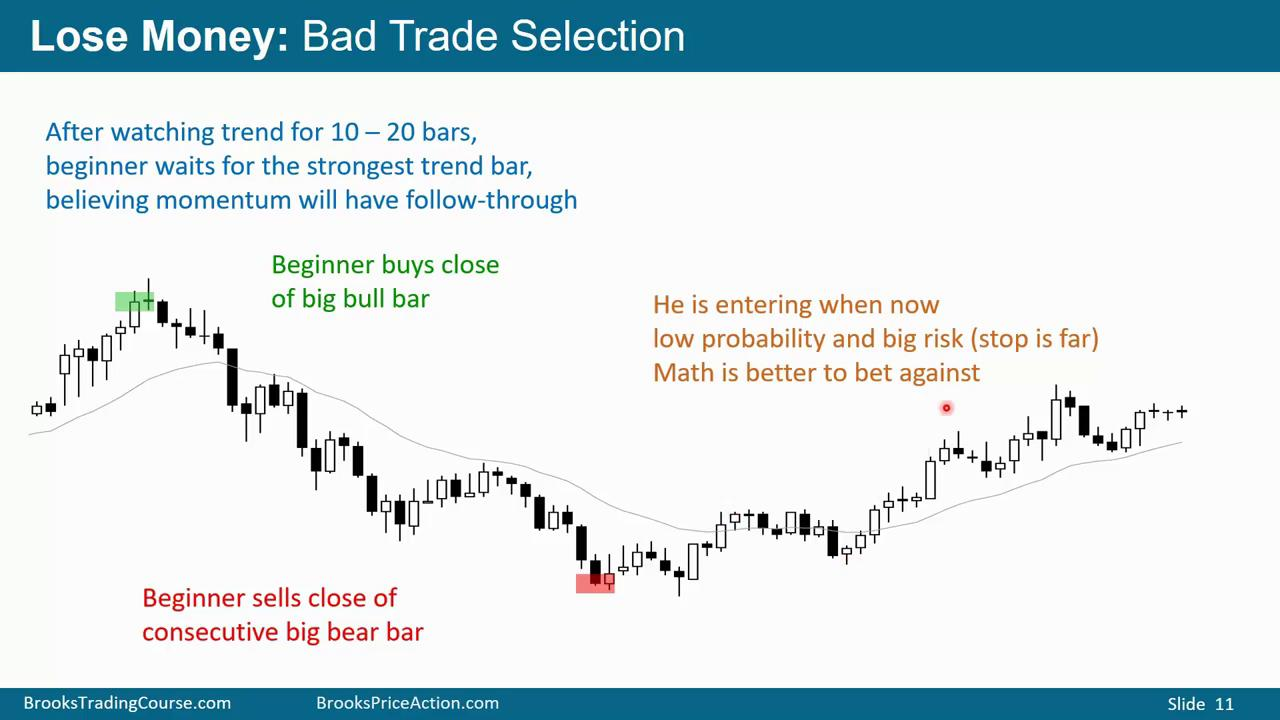 Lose Money: Bad Trade Selection
After watching trend for 10 – 20 bars,
beginner waits for the strongest trend bar,
believing momentum will have follow-through
Beginner buys close
of big bull bar
He is entering when now
low probability and big risk (stop is far)
Math is better to bet against
Beginner sells close of
consecutive big bear bar
BrooksTradingCourse.com
BrooksPriceAction.com
Slide 11